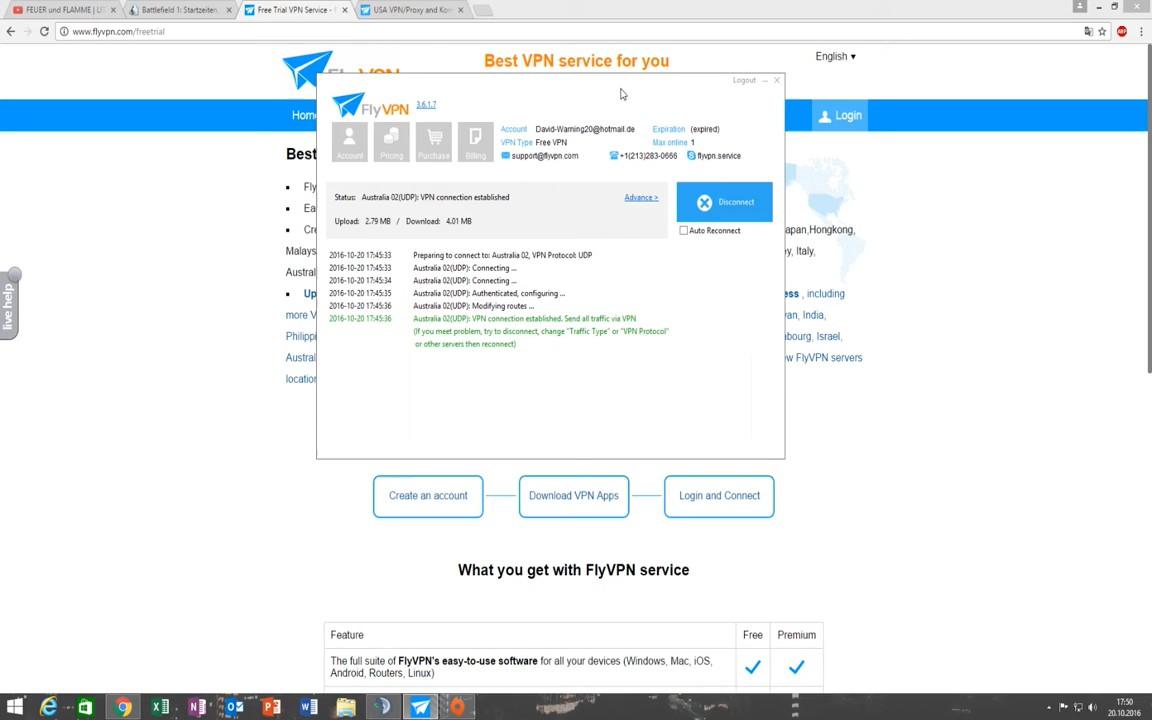 FEUER und FLAMME | LIT
Battlefield 1: Startzeiten,
Free Trial VPN Service -
USA VPN/Proxy and Ko
www.flyvpn.com/freetrial
Best VPN service for you
English ▾
Home
Login
Logout
FlyVPN 3.6.1.7
Account
Pricing
Purchase
Billing
Account David-Warning20@hotmail.de Expiration (expired)
VPN Type Free VPN Max online 1
support@flyvpn.com +1(213)283-0666 flyvpn.service
Status: Australia 02(UDP): VPN connection established Advance >
Upload: 2.79 MB / Download: 4.01 MB
Disconnect
Auto Reconnect
2016-10-20 17:45:33 Preparing to connect to: Australia 02, VPN Protocol: UDP
2016-10-20 17:45:33 Australia 02(UDP): Connecting ...
2016-10-20 17:45:34 Australia 02(UDP): Connecting ...
2016-10-20 17:45:35 Australia 02(UDP): Authenticated, configuring ...
2016-10-20 17:45:36 Australia 02(UDP): Modifying routes ...
2016-10-20 17:45:36 Australia 02(UDP): VPN connection established. Send all traffic via VPN
(If you meet problem, try to disconnect, change "Traffic Type" or "VPN Protocol"
or other servers then reconnect)
Best
Fly
Ea
Cre
apan,Hongkong,
Malays
y, Italy,
Austral
Up
ess , including
more V
an, India,
Philipp
bourg, Israel,
Austral
w FlyVPN servers
locatio
live help
Create an account
Download VPN Apps
Login and Connect
What you get with FlyVPN service
Feature Free Premium
The full suite of FlyVPN's easy-to-use software for all your devices (Windows, Mac, iOS,
Android, Routers, Linux)
17:50
20.10.2016